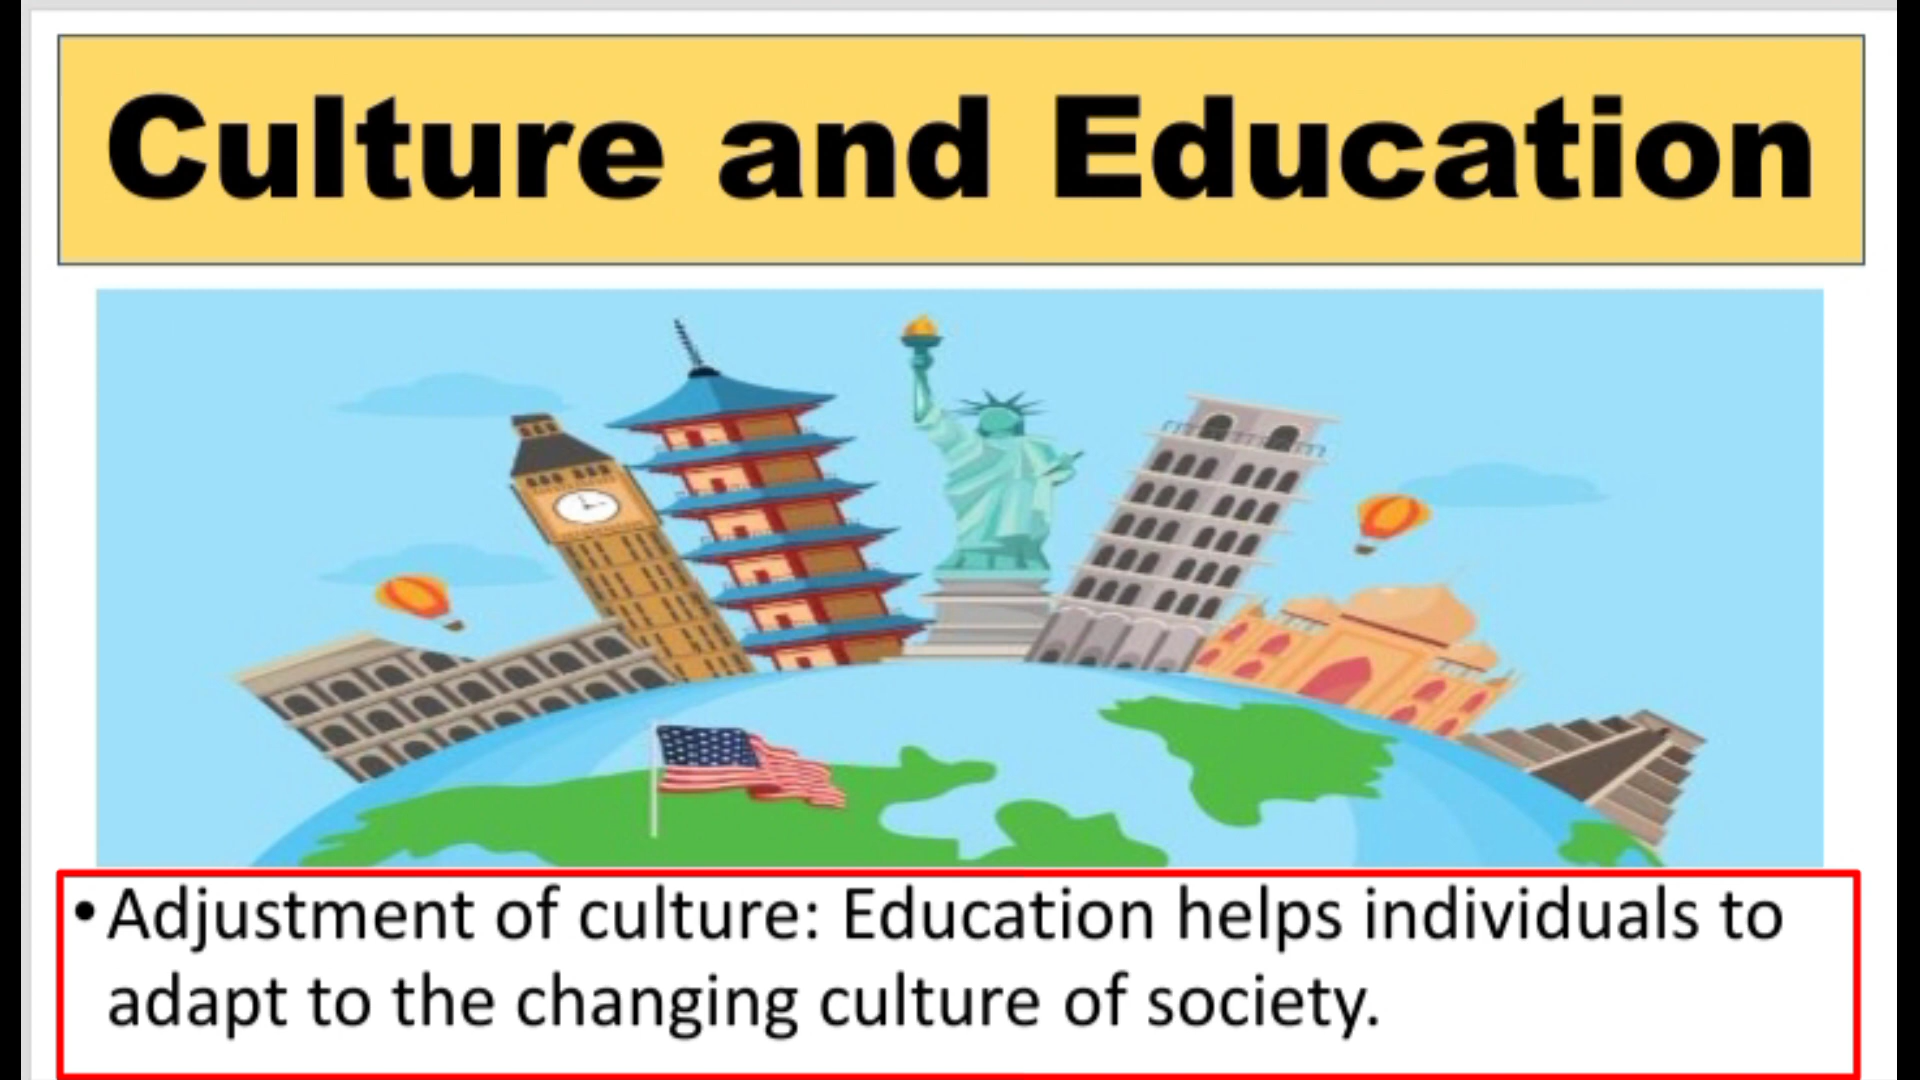 Culture and Education
• Adjustment of culture: Education helps individuals to
adapt to the changing culture of society.